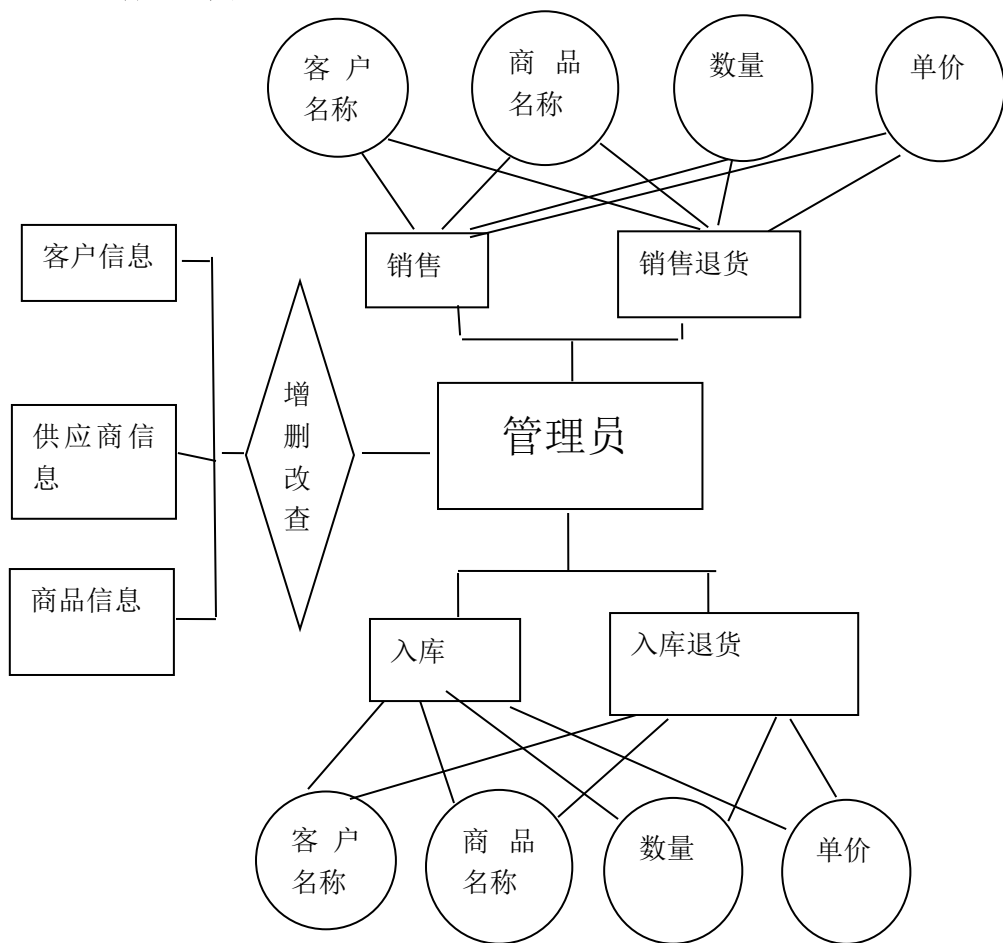 客户
名称
商品
名称
数量
单价
销售
销售退货
客户信息
供应商信
息
商品信息
增
删
改
查
管理员
入库
入库退货
客户
名称
商品
名称
数量
单价